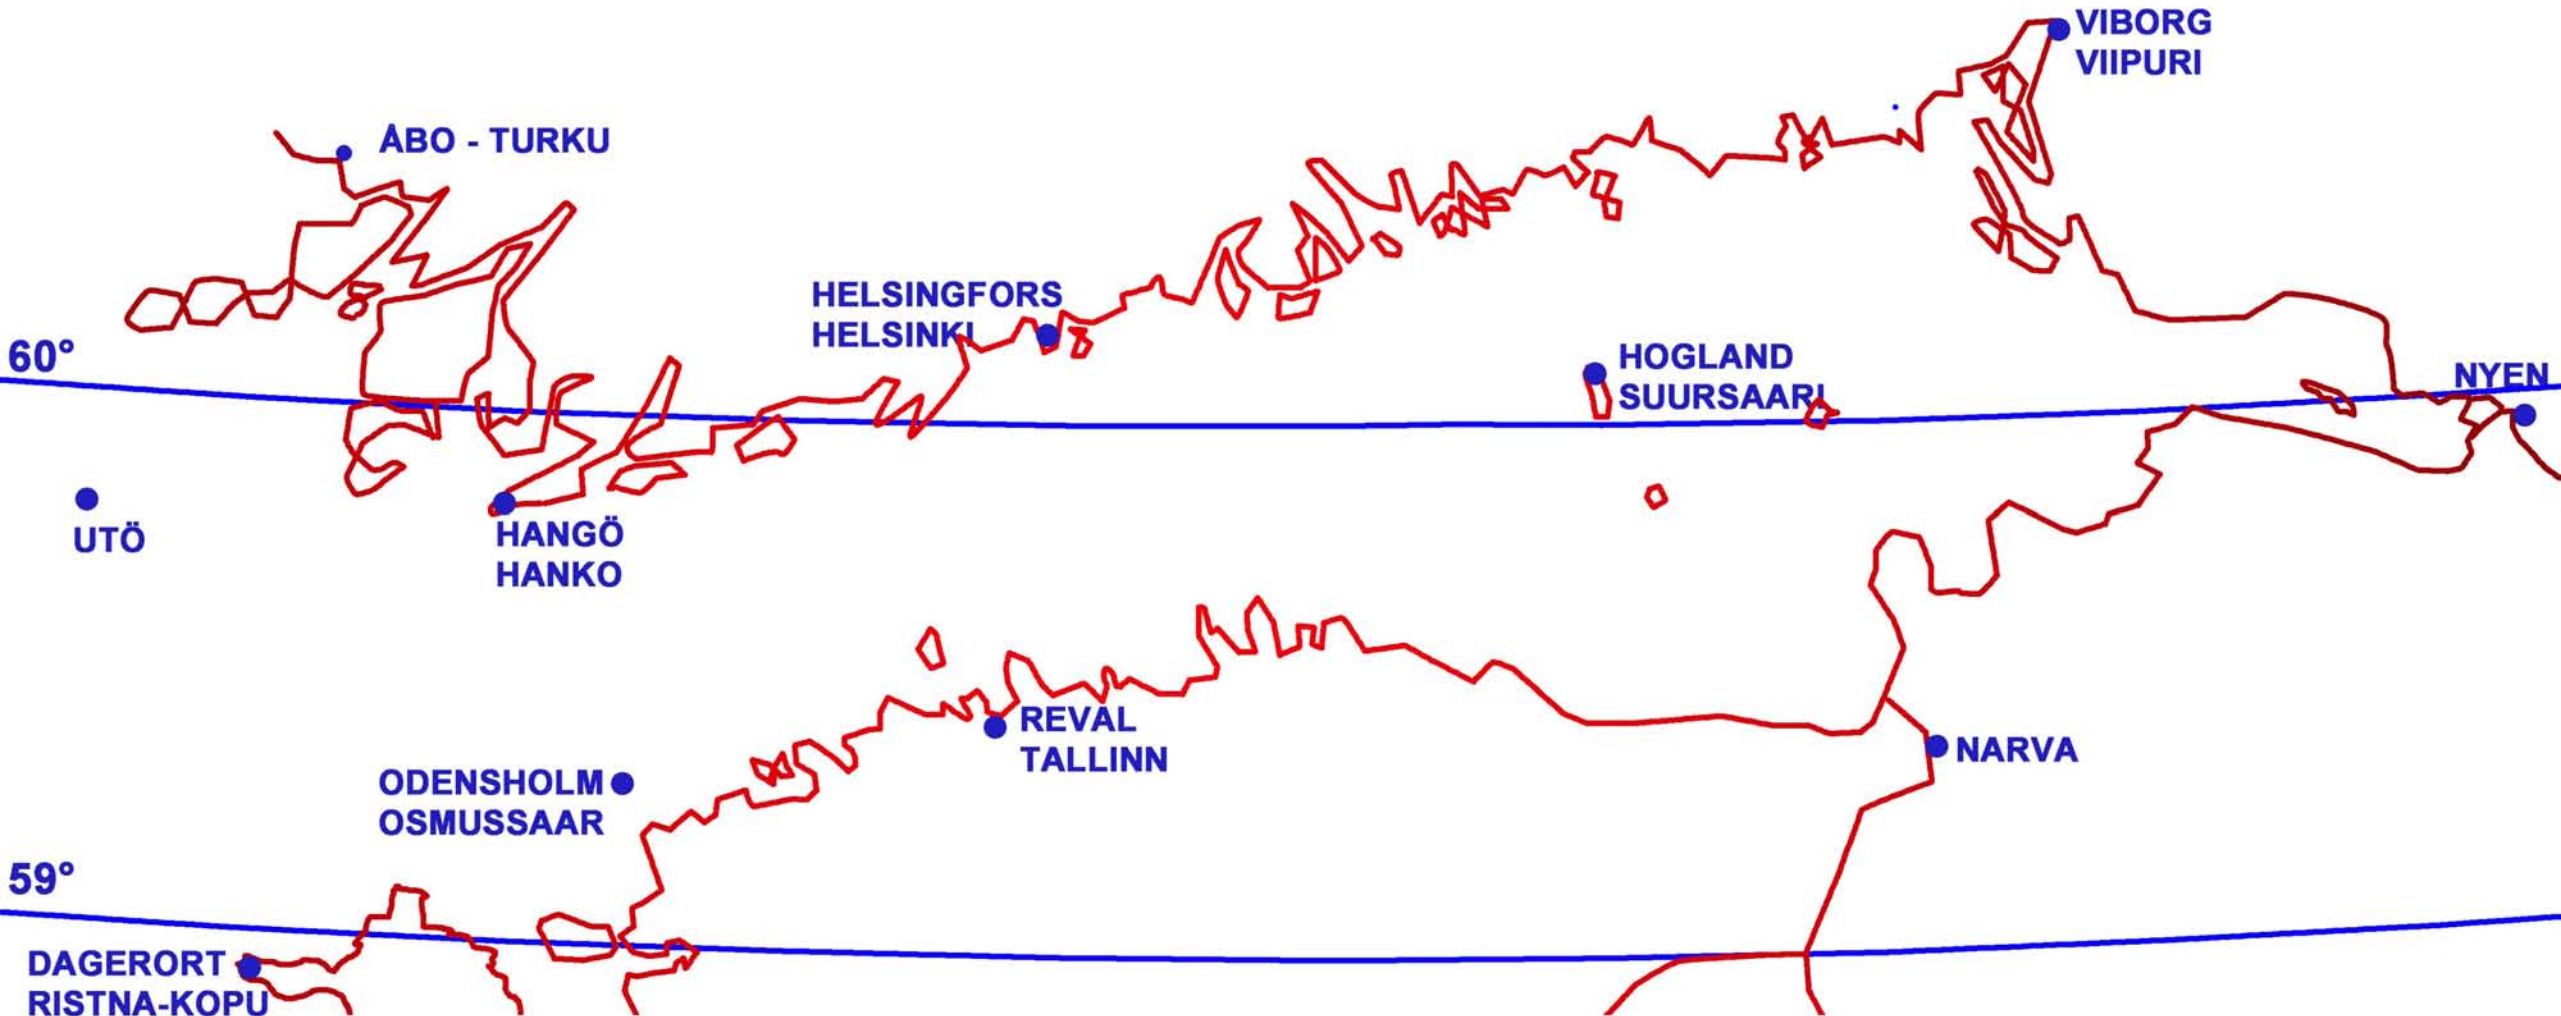 VIBORG
VIIPURI
ÅBO - TURKU
HELSINGFORS
HELSINKI
60°
HOGLAND
SUURSAARI
NYEN
UTÖ
HANGÖ
HANKO
REVAL
TALLINN
NARVA
ODENSHOLM
OSMUSSAAR
59°
DAGERORT
RISTNA-KOPU